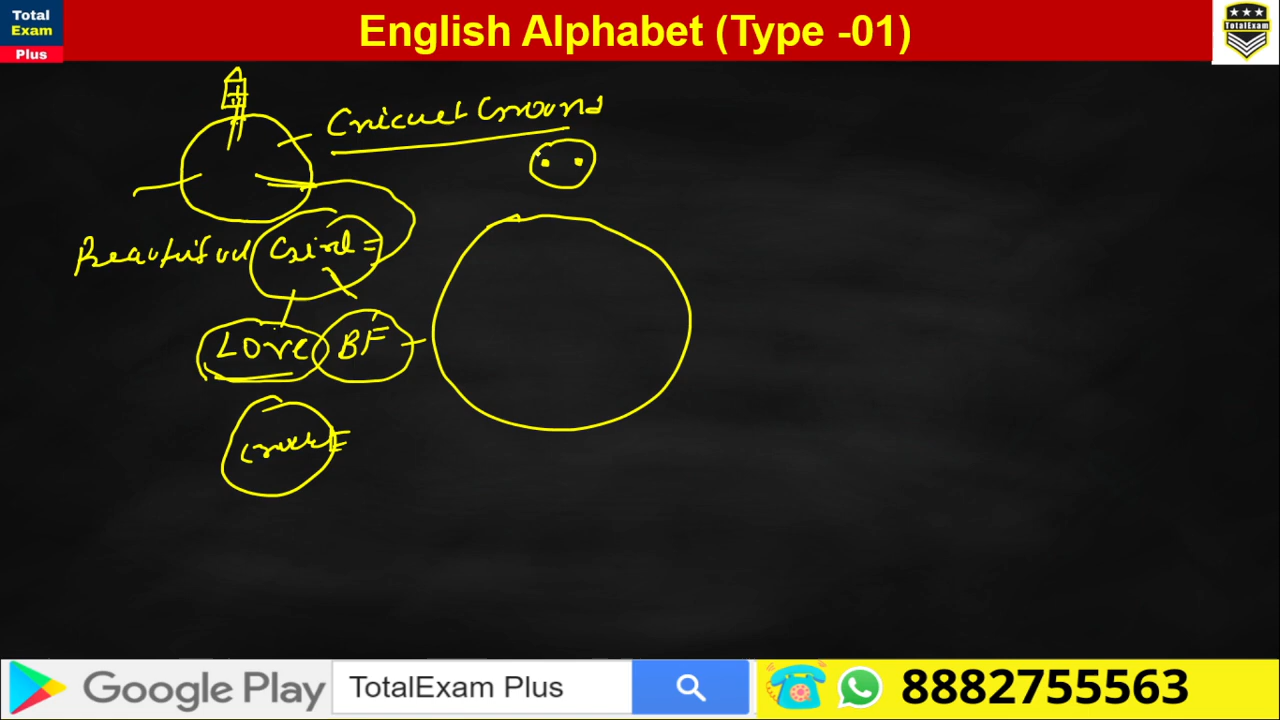 Total
Exam
Plus
English Alphabet (Type -01)
TotalExam
Cricket Ground
Beautiful Girl =
Love BF
Google Play
TotalExam Plus
8882755563